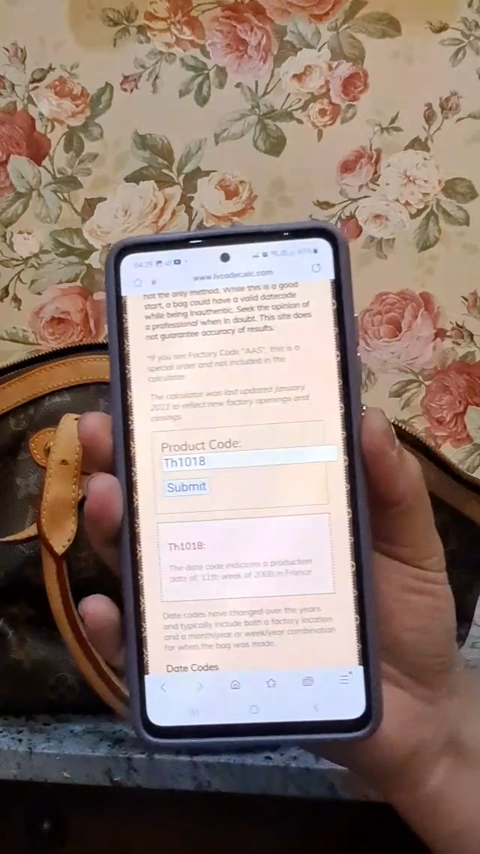 04:29
www.lvcodecalc.com
not the only method. While this is a good
start, a bag could have a valid datecode
while being inauthentic. Seek the opinion of
a professional when in doubt. This site does
not guarantee accuracy of results.
*If you see Factory Code "AAS", this is a
special order and not included in the
calculator.
The calculator was last updated January
2023 to reflect new factory openings and
closings.
Product Code:
Th1018
Submit
Th1018:
The date code indicates a production
date of: 11th week of 2008 in France
Date codes have changed over the years
and typically include both a factory location
and a month/year or week/year combination
for when the bag was made.
Date Codes